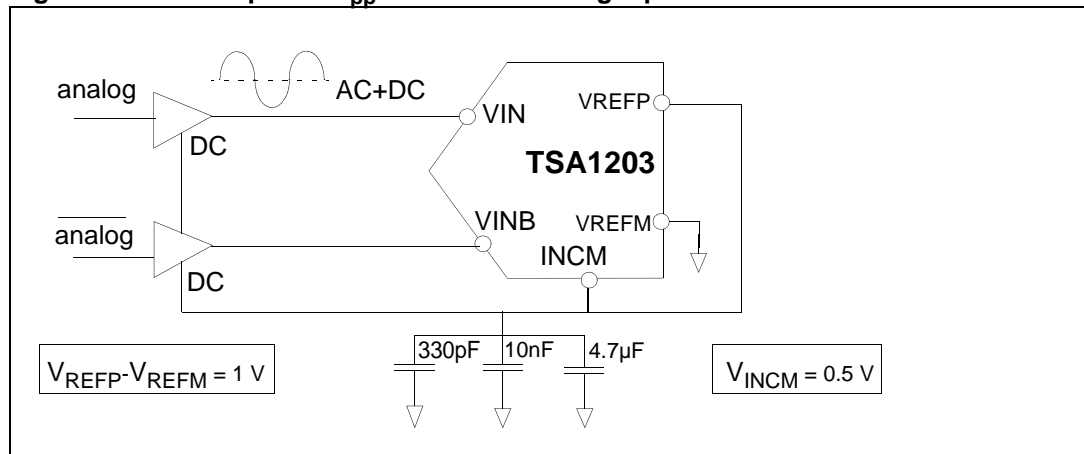 analog
AC+DC
DC
VIN
VREFP
TSA1203
analog
DC
VINB
VREFM
INCM
330pF
10nF
4.7µF
VREFP-VREFM = 1 V
VINCM = 0.5 V